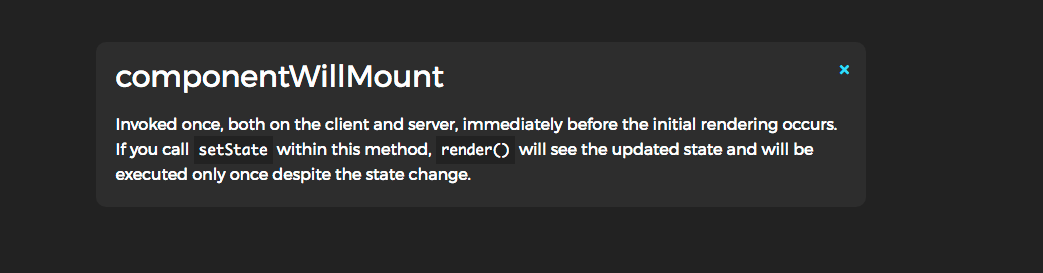 componentWillMount
Invoked once, both on the client and server, immediately before the initial rendering occurs.
If you call setState within this method, render() will see the updated state and will be
executed only once despite the state change.